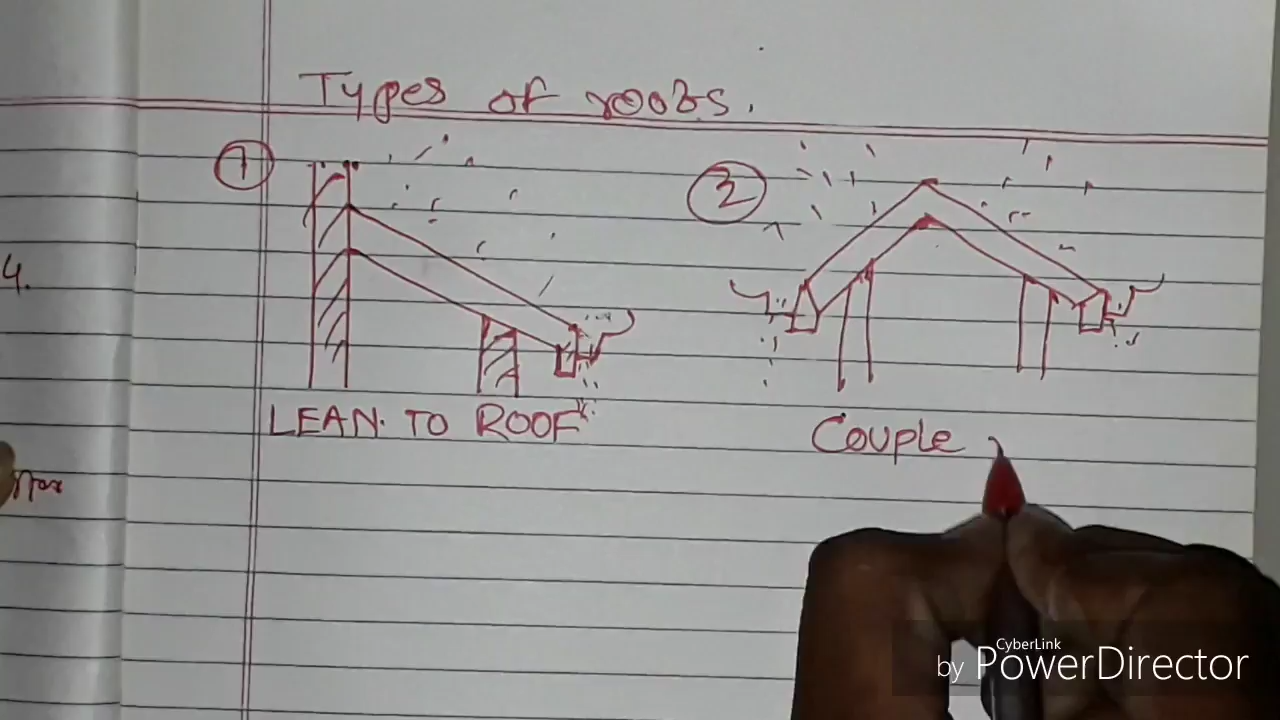 Types of roofs.
1
2
4.
LEAN TO ROOF
Couple
CyberLink
by PowerDirector